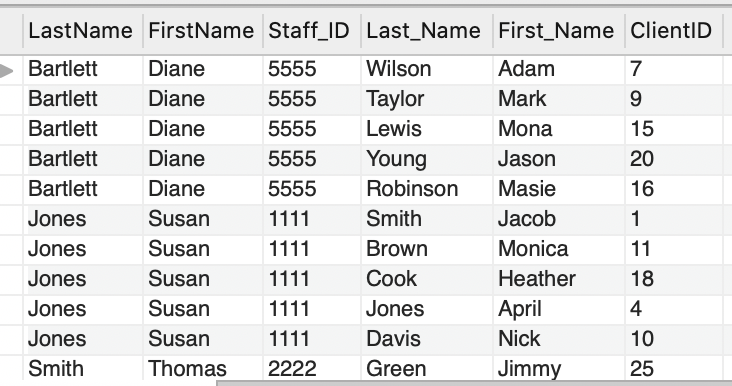 LastName FirstName Staff_ID Last_Name First_Name ClientID
Bartlett Diane 5555 Wilson Adam 7
Bartlett Diane 5555 Taylor Mark 9
Bartlett Diane 5555 Lewis Mona 15
Bartlett Diane 5555 Young Jason 20
Bartlett Diane 5555 Robinson Masie 16
Jones Susan 1111 Smith Jacob 1
Jones Susan 1111 Brown Monica 11
Jones Susan 1111 Cook Heather 18
Jones Susan 1111 Jones April 4
Jones Susan 1111 Davis Nick 10
Smith Thomas 2222 Green Jimmy 25